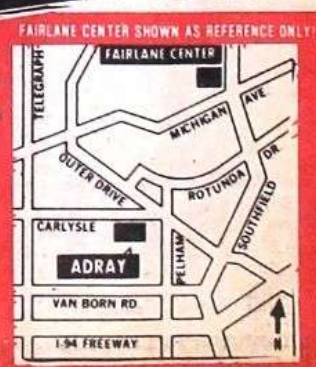 FAIRLANE CENTER SHOWN AS REFERENCE ONLY!
FAIRLANE CENTER
TELEGRAPH
MICHIGAN AVE.
OUTER DRIVE
ROTUNDA DR
SOUTHFIELD
CARLYSLE
ADRAY
PELHAM
VAN BORN RD
I-94 FREEWAY
N